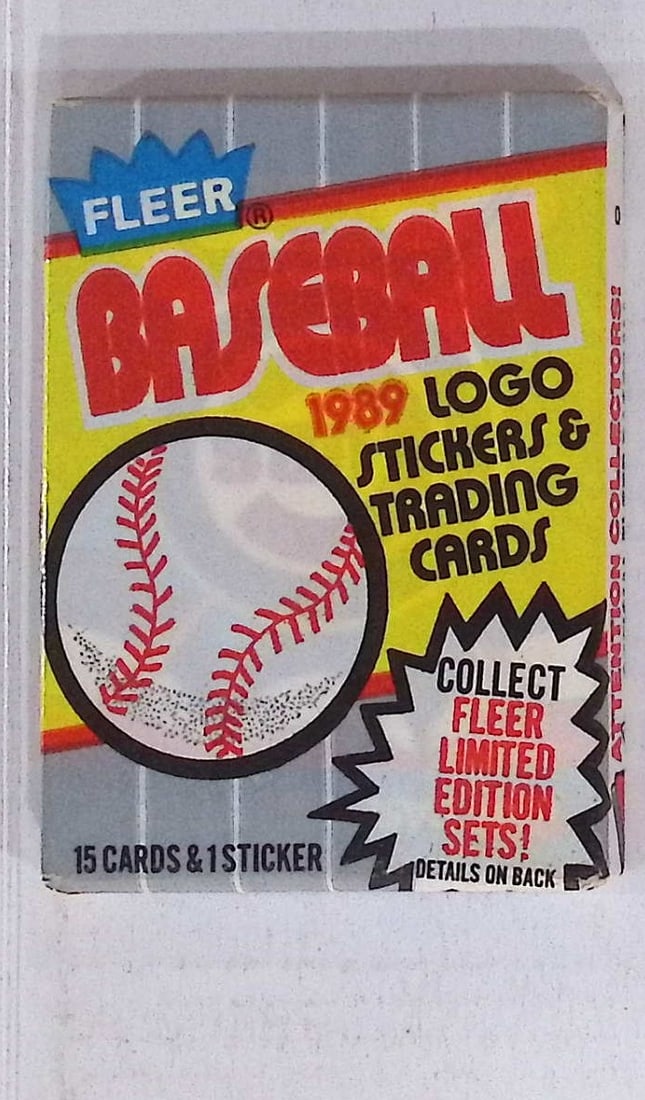 FLEER®
BASEBALL
1989 LOGO
STICKERS &
TRADING
CARDS
COLLECT
FLEER
LIMITED
EDITION
SETS!
DETAILS ON BACK
15 CARDS & 1 STICKER
ATTENTION COLLECTORS!